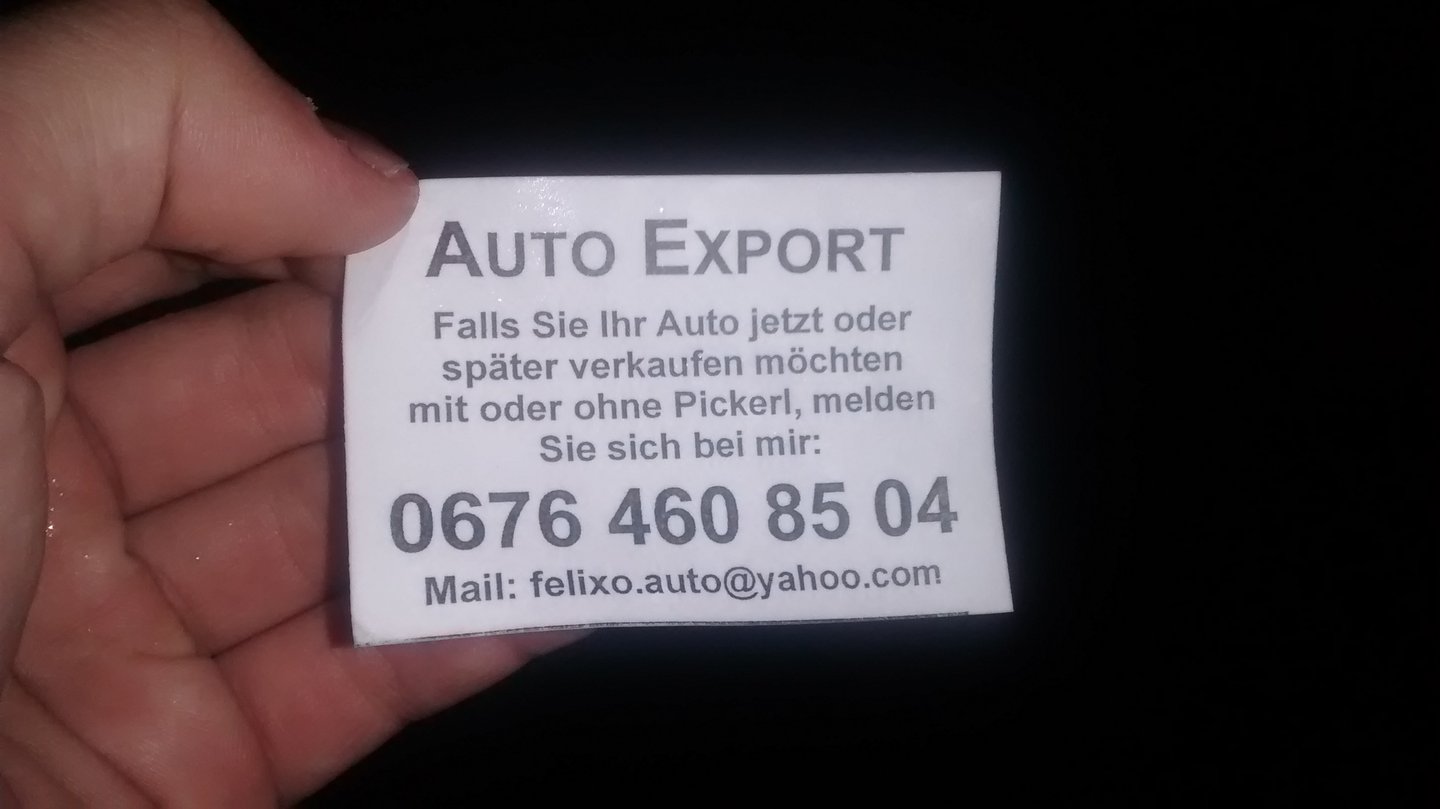 AUTO EXPORT
Falls Sie Ihr Auto jetzt oder
später verkaufen möchten
mit oder ohne Pickerl, melden
Sie sich bei mir:
0676 460 85 04
Mail: felixo.auto@yahoo.com